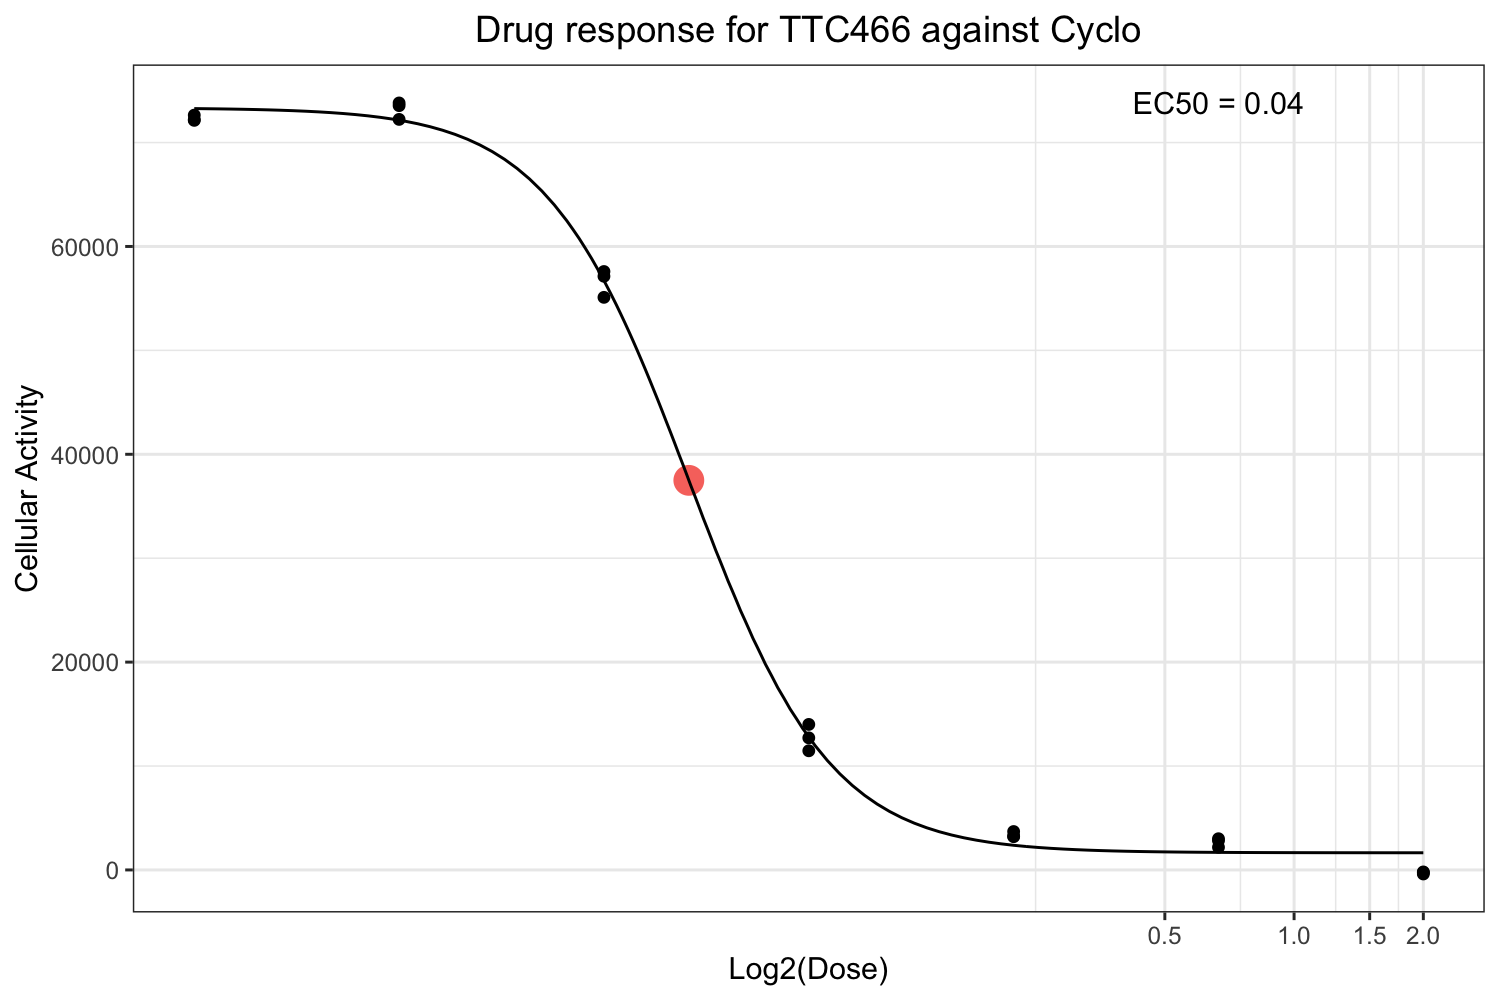 Drug response for TTC466 against Cyclo
EC50 = 0.04
Cellular Activity
60000
40000
20000
0
0.5 1.0 1.5 2.0
Log2(Dose)